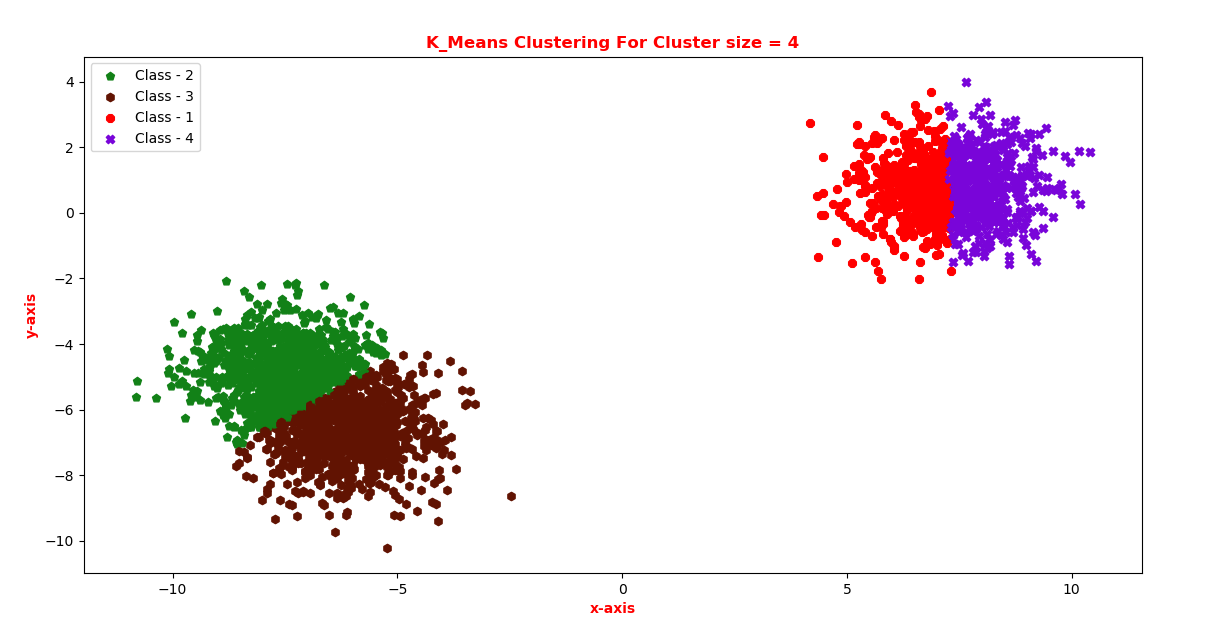 K_Means Clustering For Cluster size = 4
Class - 2
Class - 3
Class - 1
Class - 4
4
2
0
−2
−4
−6
−8
−10
y-axis
−10
−5
0
5
10
x-axis